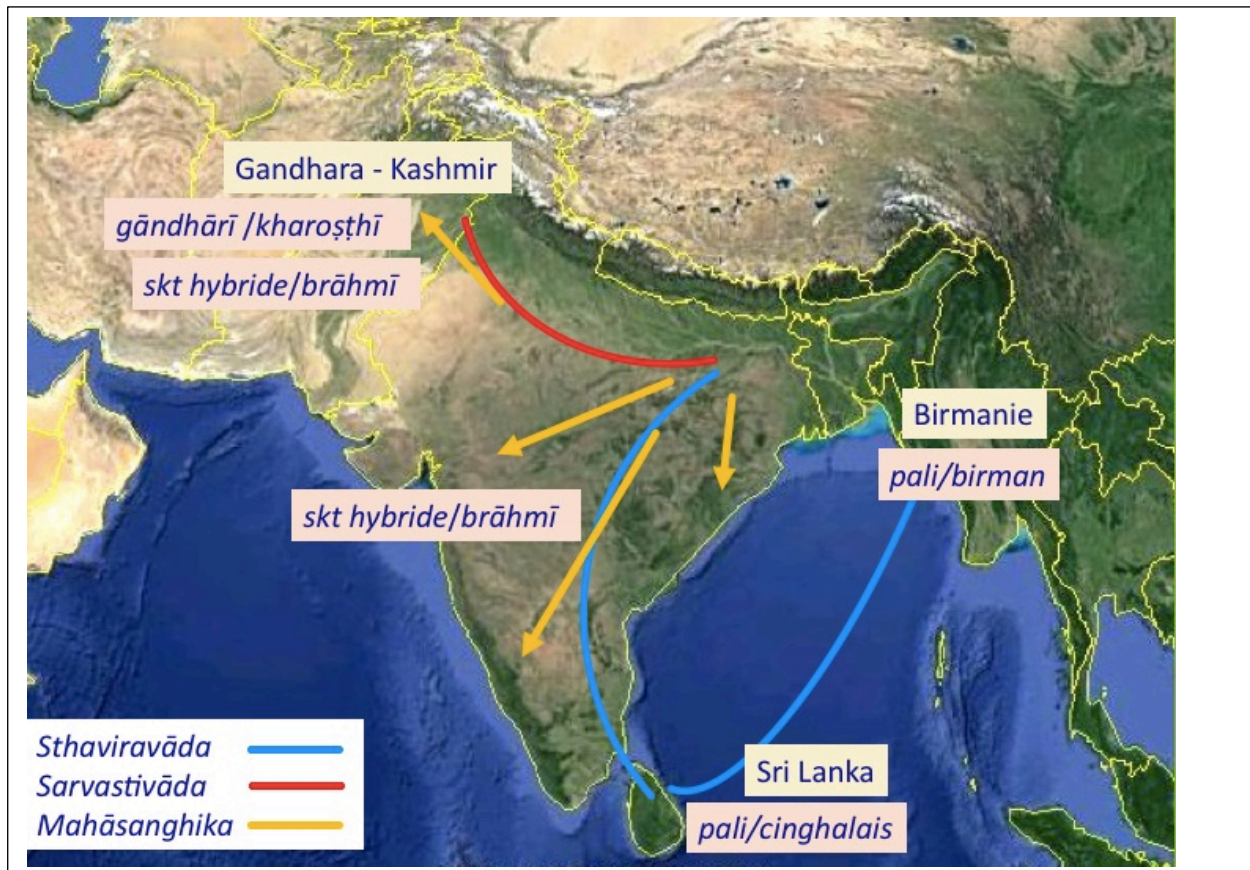 Gandhara - Kashmir
gāndhārī /kharoṣṭhī
skt hybride/brāhmī
Birmanie
pali/birman
skt hybride/brāhmī
Sri Lanka
pali/cinghalais
Sthaviravāda
Sarvastivāda
Mahāsanghika